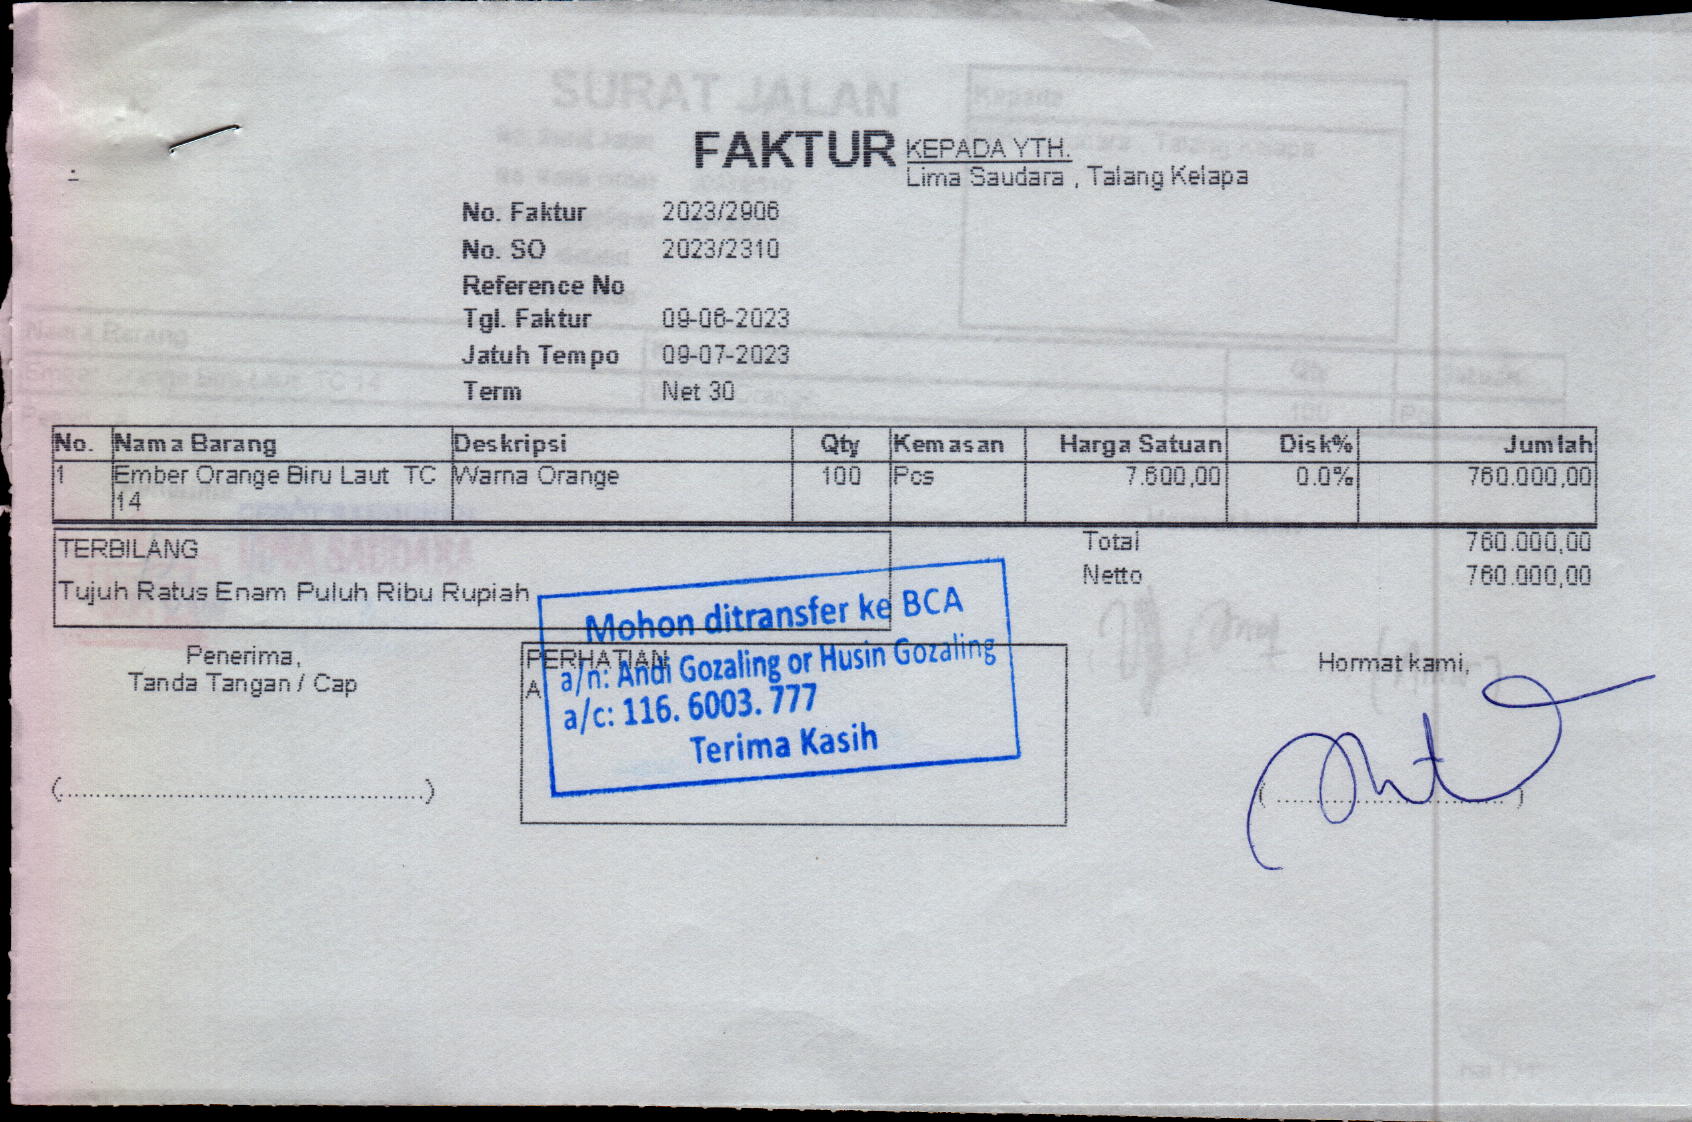 FAKTUR
KEPADA YTH.
Lima Saudara , Talang Kelapa
No. Faktur 2023/2906
No. SO 2023/2310
Reference No
Tgl. Faktur 09-06-2023
Jatuh Tempo 09-07-2023
Term Net 30
No. Nama Barang Deskripsi Qty Kemasan Harga Satuan Disk% Jumlah
1 Ember Orange Biru Laut TC Warna Orange 100 Pcs 7.600,00 0.0% 760.000,00
14
TERBILANG
Tujuh Ratus Enam Puluh Ribu Rupiah
Total 760.000,00
Netto 760.000,00
Penerima,
Tanda Tangan / Cap
PERHATIAN
A
Mohon ditransfer ke BCA
a/n: Andi Gozaling or Husin Gozaling
a/c: 116. 6003. 777
Terima Kasih
Hormat kami,
SURAT JALAN
Kepada
Nama Barang